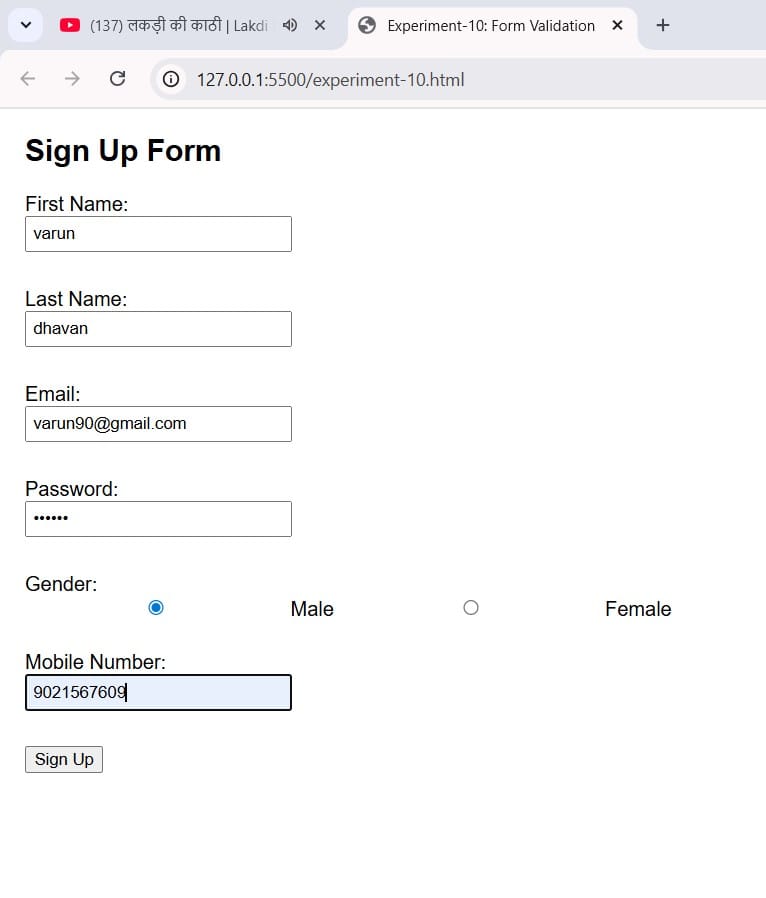 (137) लकड़ी की काठी | Lakdi
Experiment-10: Form Validation
127.0.0.1:5500/experiment-10.html
Sign Up Form
First Name:
varun
Last Name:
dhavan
Email:
varun90@gmail.com
Password:
••••••
Gender:
Male Female
Mobile Number:
9021567609
Sign Up